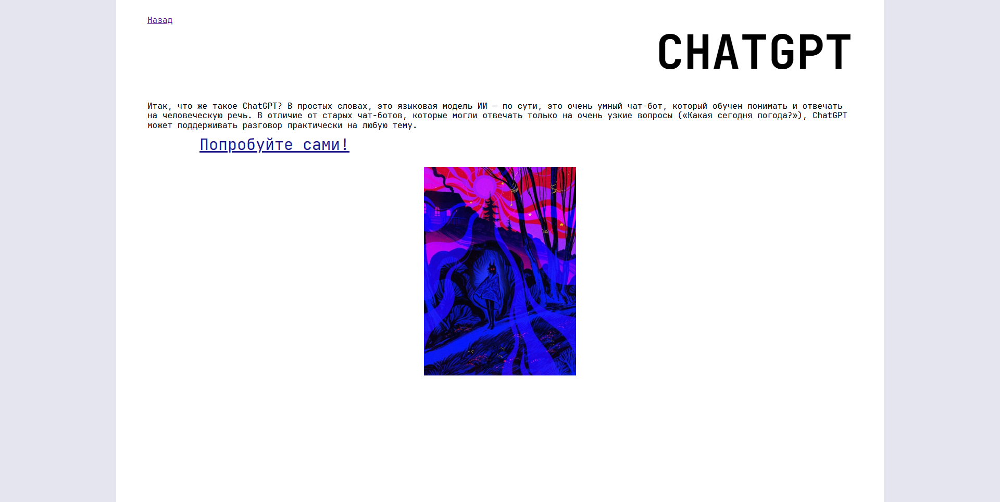 Назад
CHATGPT
Итак, что же такое ChatGPT? В простых словах, это языковая модель ИИ — по сути, это очень умный чат-бот, который обучен понимать и отвечать
на человеческую речь. В отличие от старых чат-ботов, которые могли отвечать только на очень узкие вопросы («Какая сегодня погода?»), ChatGPT
может поддерживать разговор практически на любую тему.
Попробуйте сами!